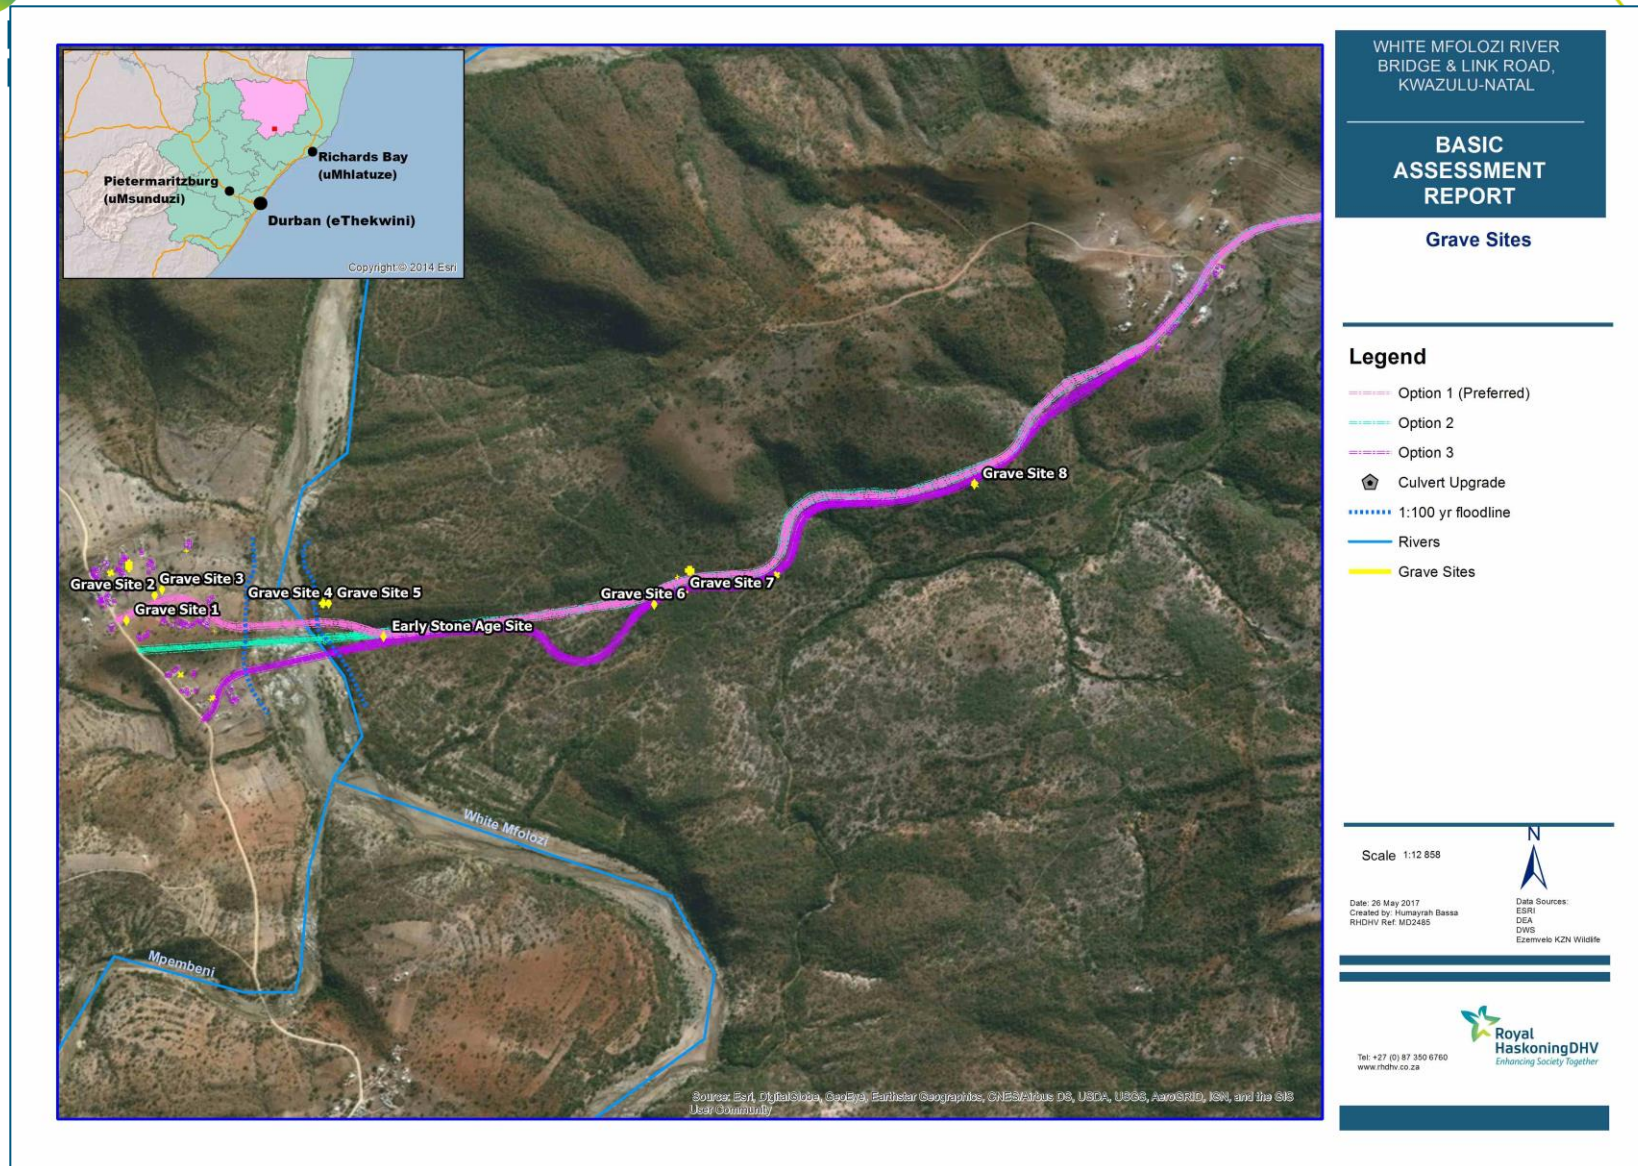 Pietermaritzburg
(uMsunduzi)
Richards Bay
(uMhlatuze)
Durban (eThekwini)
Copyright:© 2014 Esri
Grave Site 8
Grave Site 7
Grave Site 6
Grave Site 2
Grave Site 3
Grave Site 4
Grave Site 5
Grave Site 1
Early Stone Age Site
White Mfolozi
Mpembeni
Source: Esri, DigitalGlobe, GeoEye, Earthstar Geographics, CNES/Airbus DS, USDA, USGS, AeroGRID, IGN, and the GIS
User Community
WHITE MFOLOZI RIVER
BRIDGE & LINK ROAD,
KWAZULU-NATAL
BASIC
ASSESSMENT
REPORT
Grave Sites
Legend
Option 1 (Preferred)
Option 2
Option 3
Culvert Upgrade
1:100 yr floodline
Rivers
Grave Sites
N
Scale 1:12 858
Date: 26 May 2017
Created by: Humayrah Bassa
RHDHV Ref: MD2485
Data Sources:
ESRI
DEA
DWS
Ezemvelo KZN Wildlife
Tel: +27 (0) 87 350 6760
www.rhdhv.co.za
Royal
HaskoningDHV
Enhancing Society Together